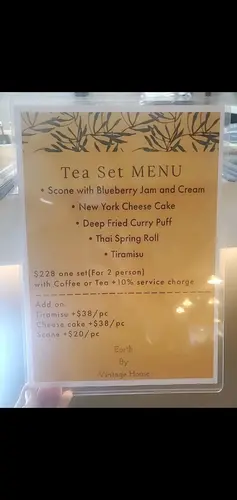 Tea Set MENU
• Scone with Blueberry Jam and Cream
• New York Cheese Cake
• Deep Fried Curry Puff
• Thai Spring Roll
• Tiramisu
$228 one set(For 2 person)
with Coffee or Tea +10% service charge
Add on:
Tiramisu +$38/pc
Cheese cake +$38/pc
Scone +$20/pc
Earth
By
Vintage Home